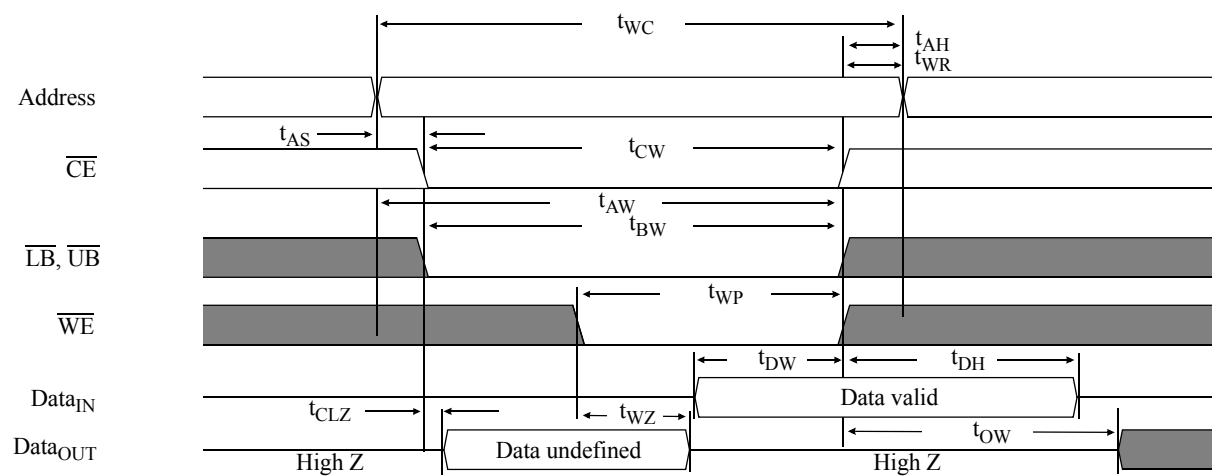 tWC
tAH
tWR
Address
tAS
tCW
CE
tAW
tBW
LB, UB
tWP
WE
tDW
tDH
DataIN
Data valid
tCLZ
tWZ
DataOUT
Data undefined
tOW
High Z
High Z